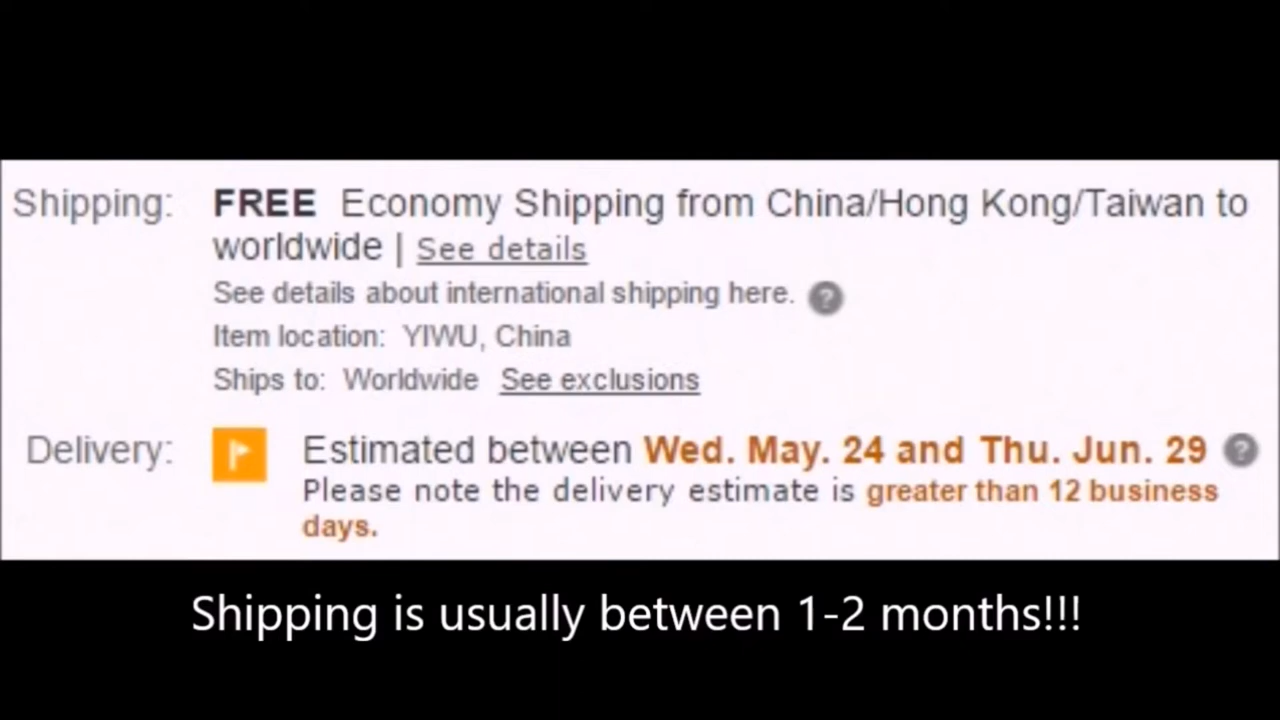 Shipping: FREE Economy Shipping from China/Hong Kong/Taiwan to
worldwide | See details
See details about international shipping here. ?
Item location: YIWU, China
Ships to: Worldwide See exclusions
Delivery: Estimated between Wed. May. 24 and Thu. Jun. 29 ?
Please note the delivery estimate is greater than 12 business
days.
Shipping is usually between 1-2 months!!!